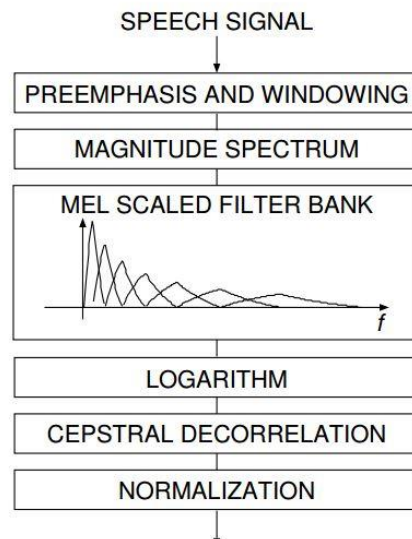 SPEECH SIGNAL
PREEMPHASIS AND WINDOWING
MAGNITUDE SPECTRUM
MEL SCALED FILTER BANK
f
LOGARITHM
CEPSTRAL DECORRELATION
NORMALIZATION